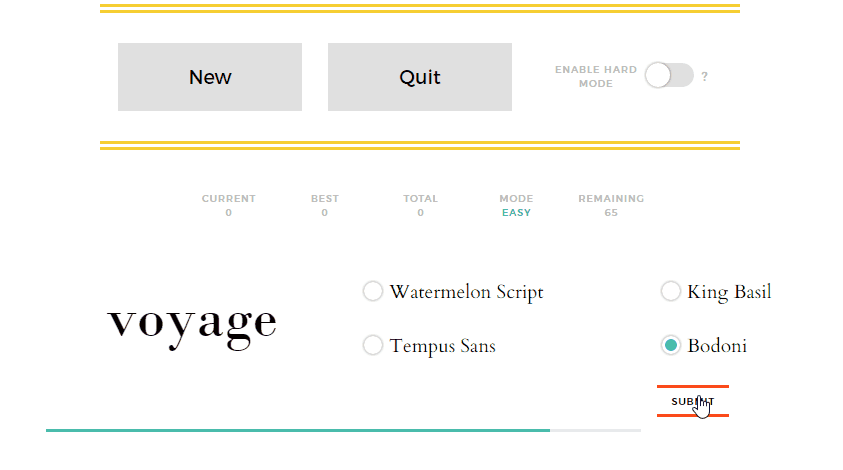 New
Quit
ENABLE HARD
MODE
?
CURRENT
0
BEST
0
TOTAL
0
MODE
EASY
REMAINING
65
voyage
Watermelon Script
King Basil
Tempus Sans
Bodoni
SUBMIT